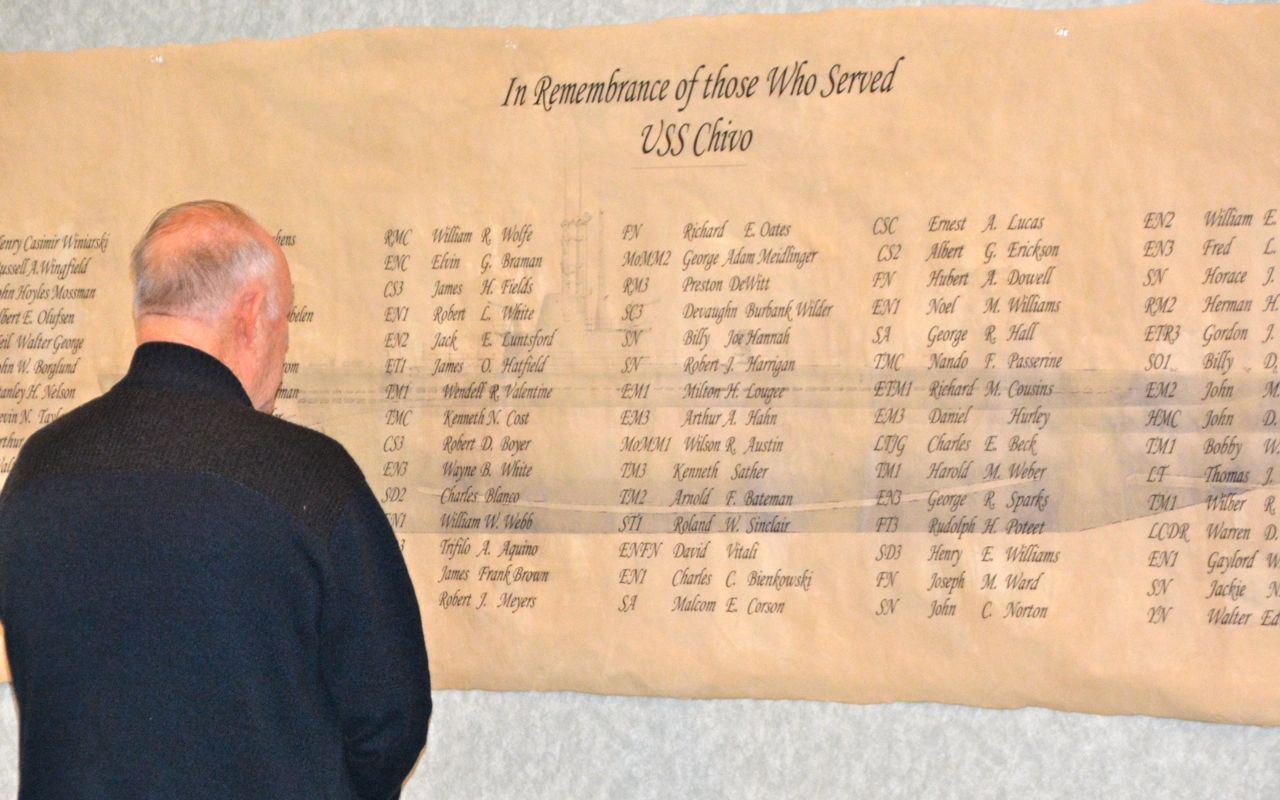 In Remembrance of those Who Served
USS Chivo
Henry Casimir Winiarski
Russell A. Wingfield
John Hoyles Mossman
Albert E. Olufsen
Neil Walter George
John W. Borglund
Stanley H. Nelson
RMC William R. Wolfe
ENC Elvin G. Braman
CS3 James H. Fields
EN1 Robert L. White
EN2 Jack E. Luntsford
ET1 James O. Hatfield
TM1 Wendell R. Valentine
TMC Kenneth N. Cost
CS3 Robert D. Boyer
EN3 Wayne B. White
SD2 Charles Blanco
EN1 William W. Webb
Trifilo A. Aquino
James Frank Brown
Robert J. Meyers
FN Richard E. Oates
MoMM2 George Adam Meidlinger
RM3 Preston DeWitt
SC3 Devaughn Burbank Wilder
SN Billy Joe Hannah
SN Robert J. Harrigan
EM1 Milton H. Lougee
EM3 Arthur A. Hahn
MoMM1 Wilson R. Austin
TM3 Kenneth Sather
TM2 Arnold F. Bateman
ST1 Roland W. Sinclair
ENFN David Vitali
EN1 Charles C. Bienkowski
SA Malcom E. Corson
CSC Ernest A. Lucas
CS2 Albert G. Erickson
FN Hubert A. Dowell
EN1 Noel M. Williams
SA George R. Hall
TMC Nando F. Passerine
ETM1 Richard M. Cousins
EM3 Daniel Hurley
LTJG Charles E. Beck
TM1 Harold M. Weber
EN3 George R. Sparks
FT3 Rudolph H. Poteet
SD3 Henry E. Williams
FN Joseph M. Ward
SN John C. Norton
EN2 William E.
EN3 Fred L.
SN Horace J.
RM2 Herman H.
ETR3 Gordon J.
SO1 Billy D.
EM2 John M.
HMC John D.
TM1 Bobby W.
LT Thomas J.
TM1 Wilber R.
LCDR Warren D.
EN1 Gaylord W.
SN Jackie N.
YN Walter Ed